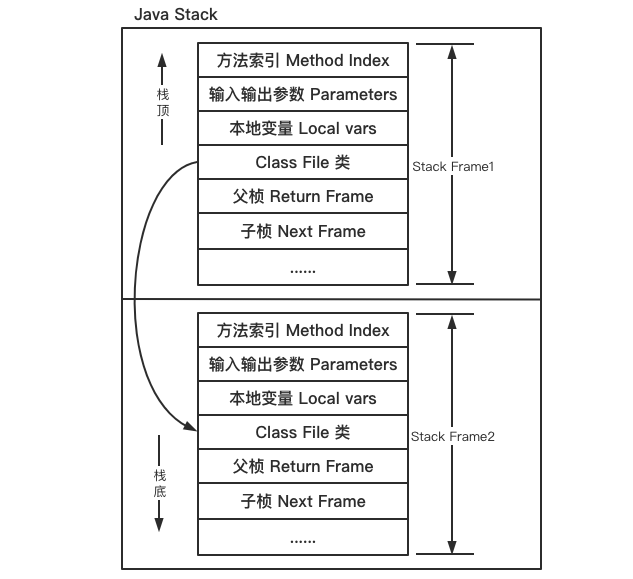 Java Stack
方法索引 Method Index
栈
顶
输入输出参数 Parameters
本地变量 Local vars
Class File 类
Stack Frame1
父桢 Return Frame
子桢 Next Frame
......
方法索引 Method Index
输入输出参数 Parameters
本地变量 Local vars
Class File 类
Stack Frame2
栈
底
父桢 Return Frame
子桢 Next Frame
......